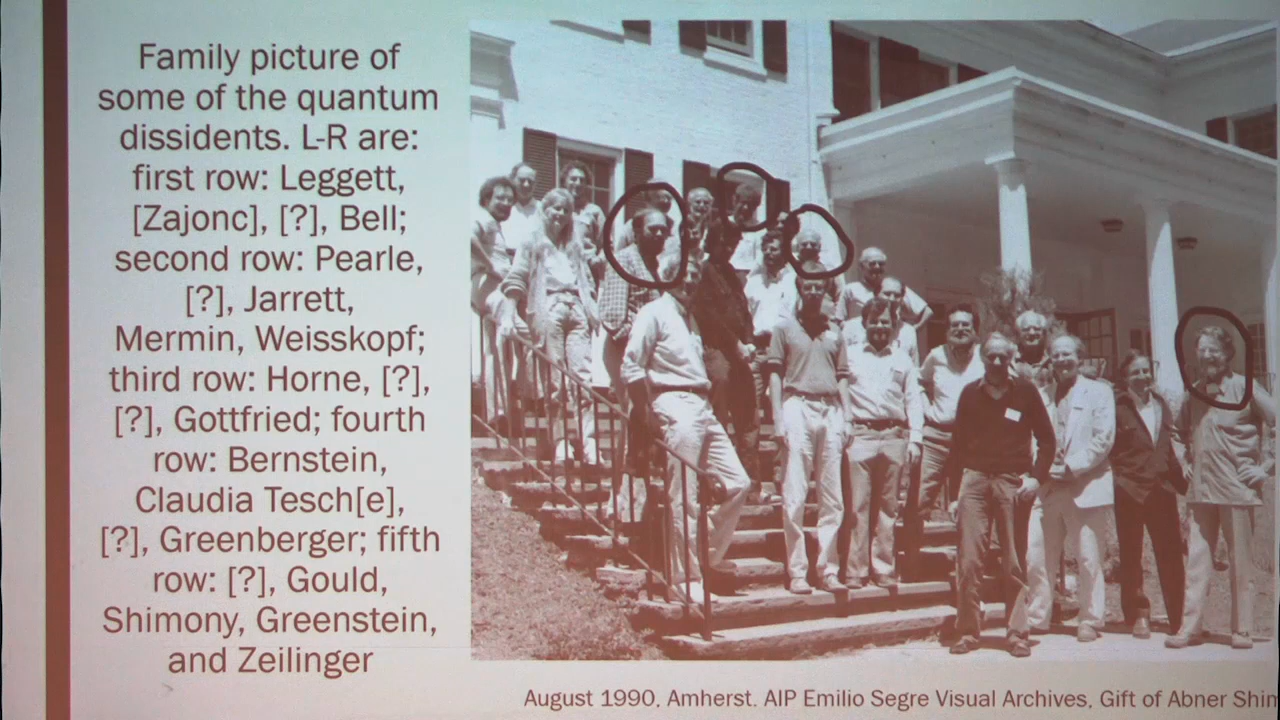 Family picture of
some of the quantum
dissidents. L-R are:
first row: Leggett,
[Zajonc], [?], Bell;
second row: Pearle,
[?], Jarrett,
Mermin, Weisskopf;
third row: Horne, [?],
[?], Gottfried; fourth
row: Bernstein,
Claudia Tesch[e],
[?], Greenberger; fifth
row: [?], Gould,
Shimony, Greenstein,
and Zeilinger
August 1990, Amherst. AIP Emilio Segre Visual Archives, Gift of Abner Shin